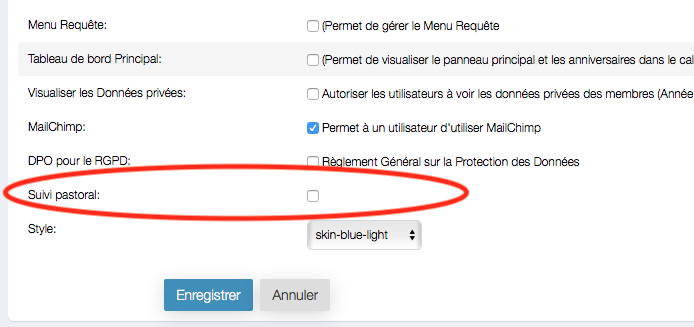 Menu Requête: (Permet de gérer le Menu Requête
Tableau de bord Principal: (Permet de visualiser le panneau principal et les anniversaires dans le cal
Visualiser les Données privées: Autoriser les utilisateurs à voir les données privées des membres (Année
MailChimp: Permet à un utilisateur d'utiliser MailChimp
DPO pour le RGPD: Règlement Général sur la Protection des Données
Suivi pastoral:
Style: skin-blue-light
Enregistrer Annuler